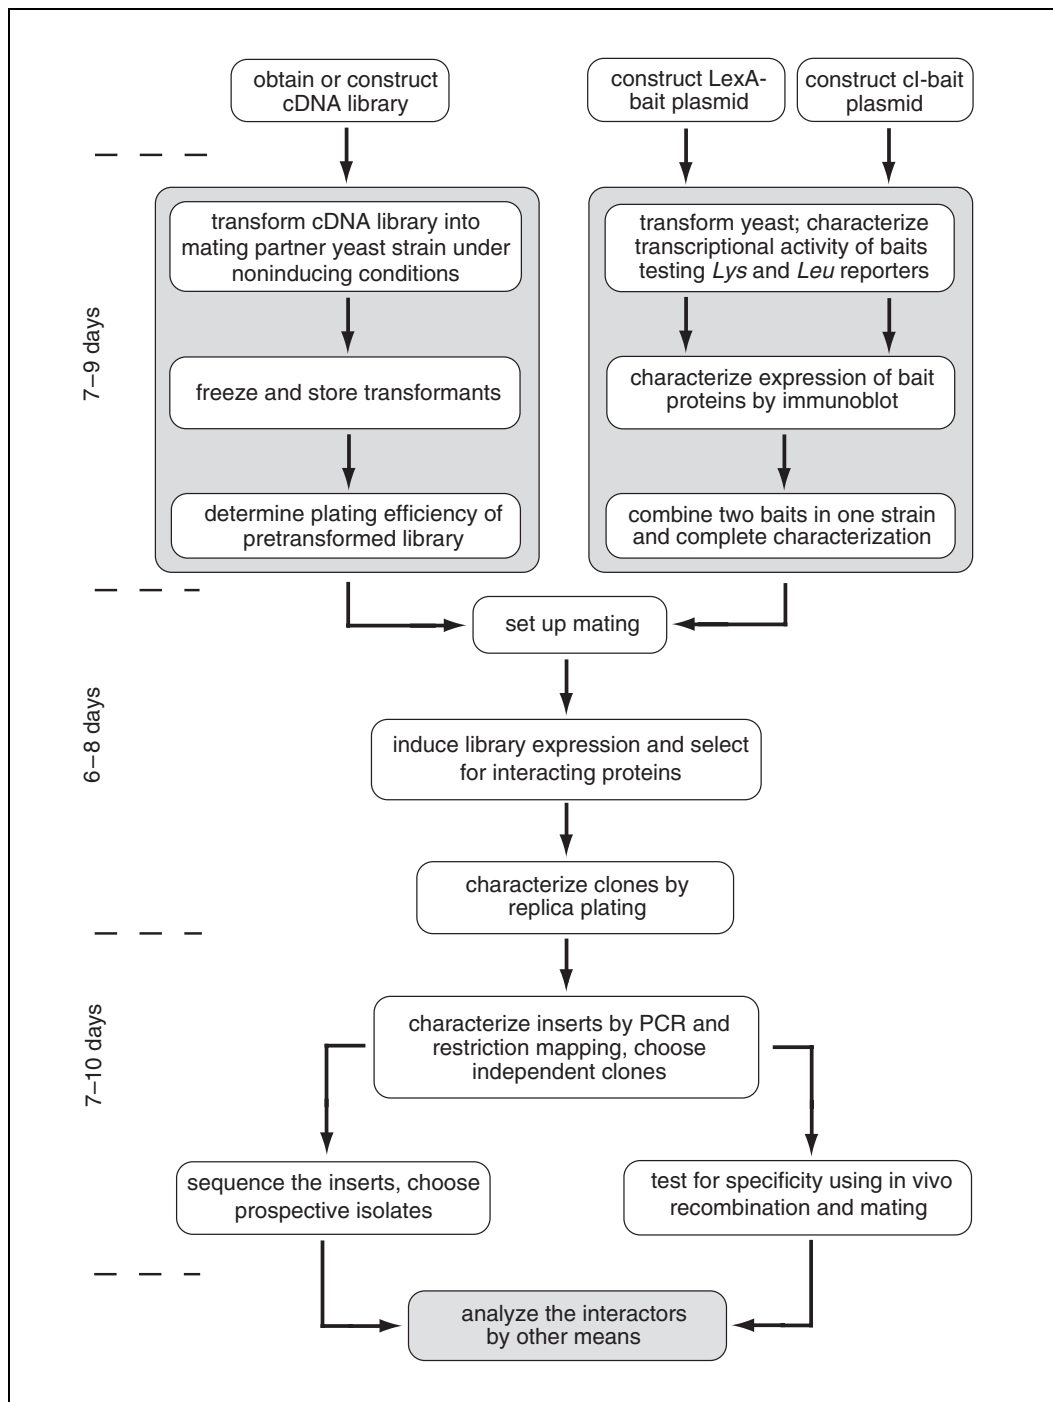 obtain or construct
cDNA library
construct LexA-
bait plasmid
construct cI-bait
plasmid
7–9 days
transform cDNA library into
mating partner yeast strain under
noninducing conditions
freeze and store transformants
determine plating efficiency of
pretransformed library
transform yeast; characterize
transcriptional activity of baits
testing Lys and Leu reporters
characterize expression of bait
proteins by immunoblot
combine two baits in one strain
and complete characterization
6–8 days
set up mating
induce library expression and select
for interacting proteins
characterize clones by
replica plating
7–10 days
characterize inserts by PCR and
restriction mapping, choose
independent clones
sequence the inserts, choose
prospective isolates
test for specificity using in vivo
recombination and mating
analyze the interactors
by other means